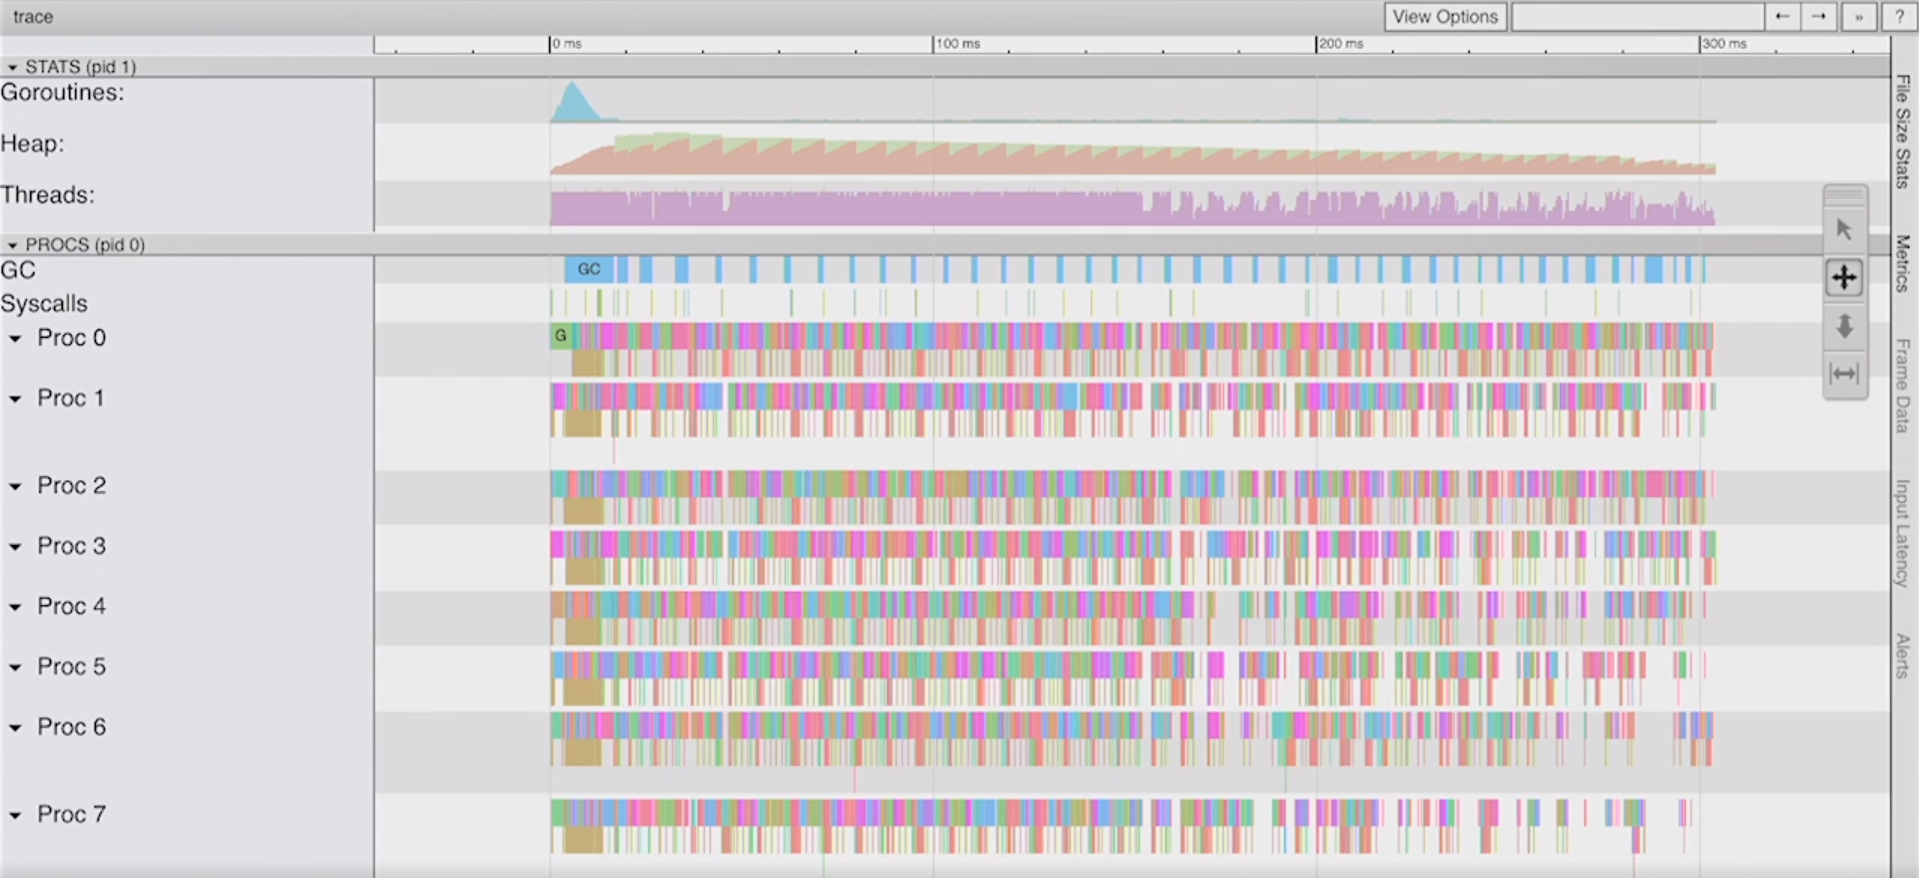 trace
View Options
← → » ?
0 ms 100 ms 200 ms 300 ms
STATS (pid 1)
Goroutines:
Heap:
Threads:
PROCS (pid 0)
GC
GC
Syscalls
Proc 0
G
Proc 1
Proc 2
Proc 3
Proc 4
Proc 5
Proc 6
Proc 7
File Size Stats
Metrics
Frame Data
Input Latency
Alerts